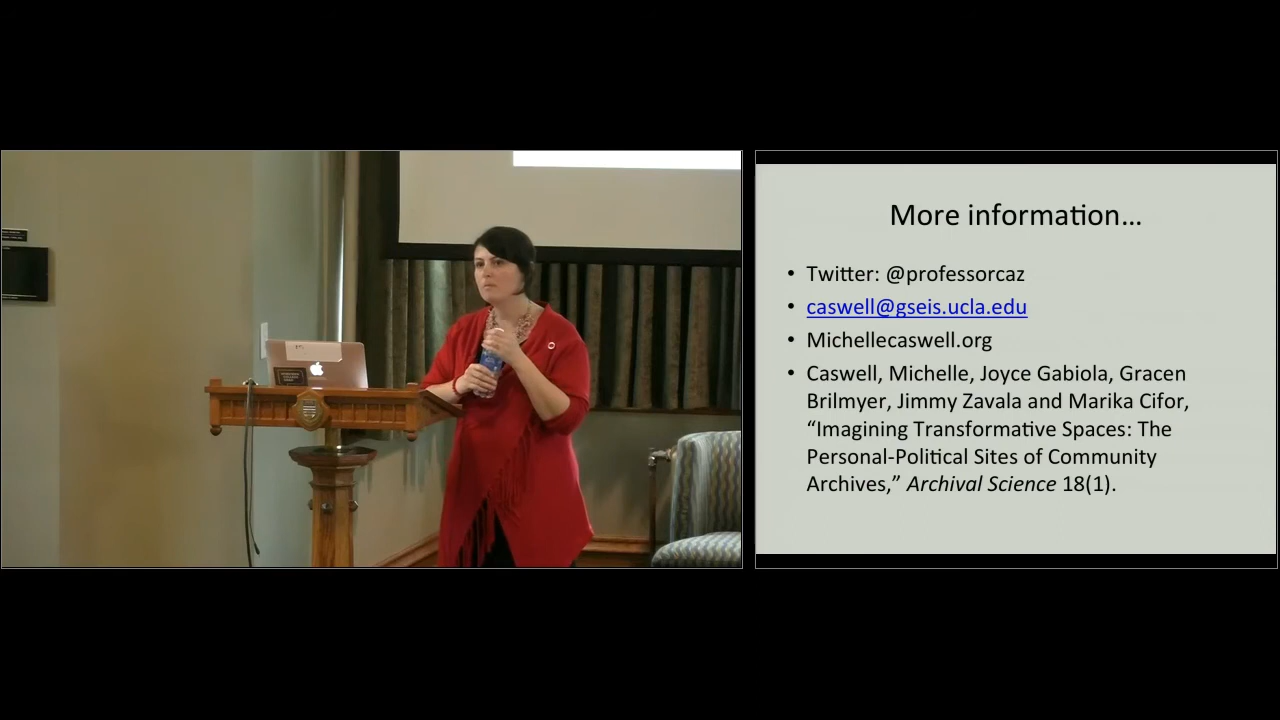 More information…
• Twitter: @professorcaz
• caswell@gseis.ucla.edu
• Michellecaswell.org
• Caswell, Michelle, Joyce Gabiola, Gracen
Brilmyer, Jimmy Zavala and Marika Cifor,
“Imagining Transformative Spaces: The
Personal-Political Sites of Community
Archives,” Archival Science 18(1).